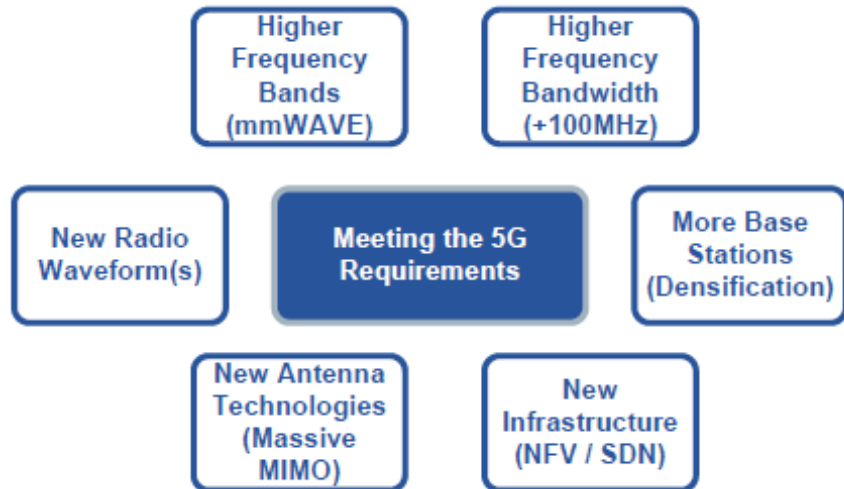 Higher
Frequency
Bands
(mmWAVE)
Higher
Frequency
Bandwidth
(+100MHz)
New Radio
Waveform(s)
Meeting the 5G
Requirements
More Base
Stations
(Densification)
New Antenna
Technologies
(Massive
MIMO)
New
Infrastructure
(NFV / SDN)